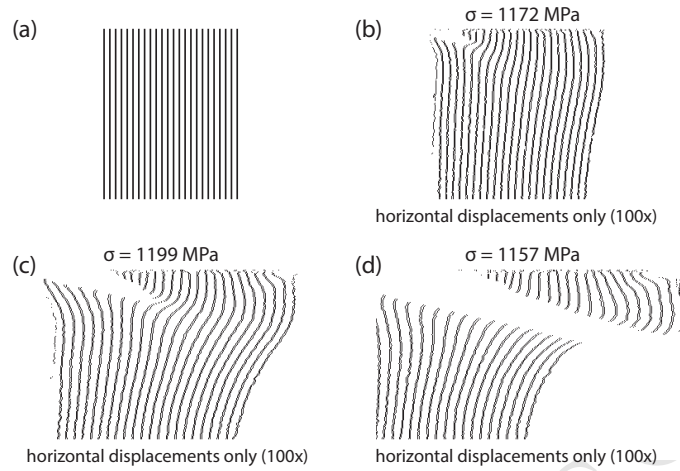 (a)
(b)
σ = 1172 MPa
horizontal displacements only (100x)
(c)
σ = 1199 MPa
horizontal displacements only (100x)
(d)
σ = 1157 MPa
horizontal displacements only (100x)